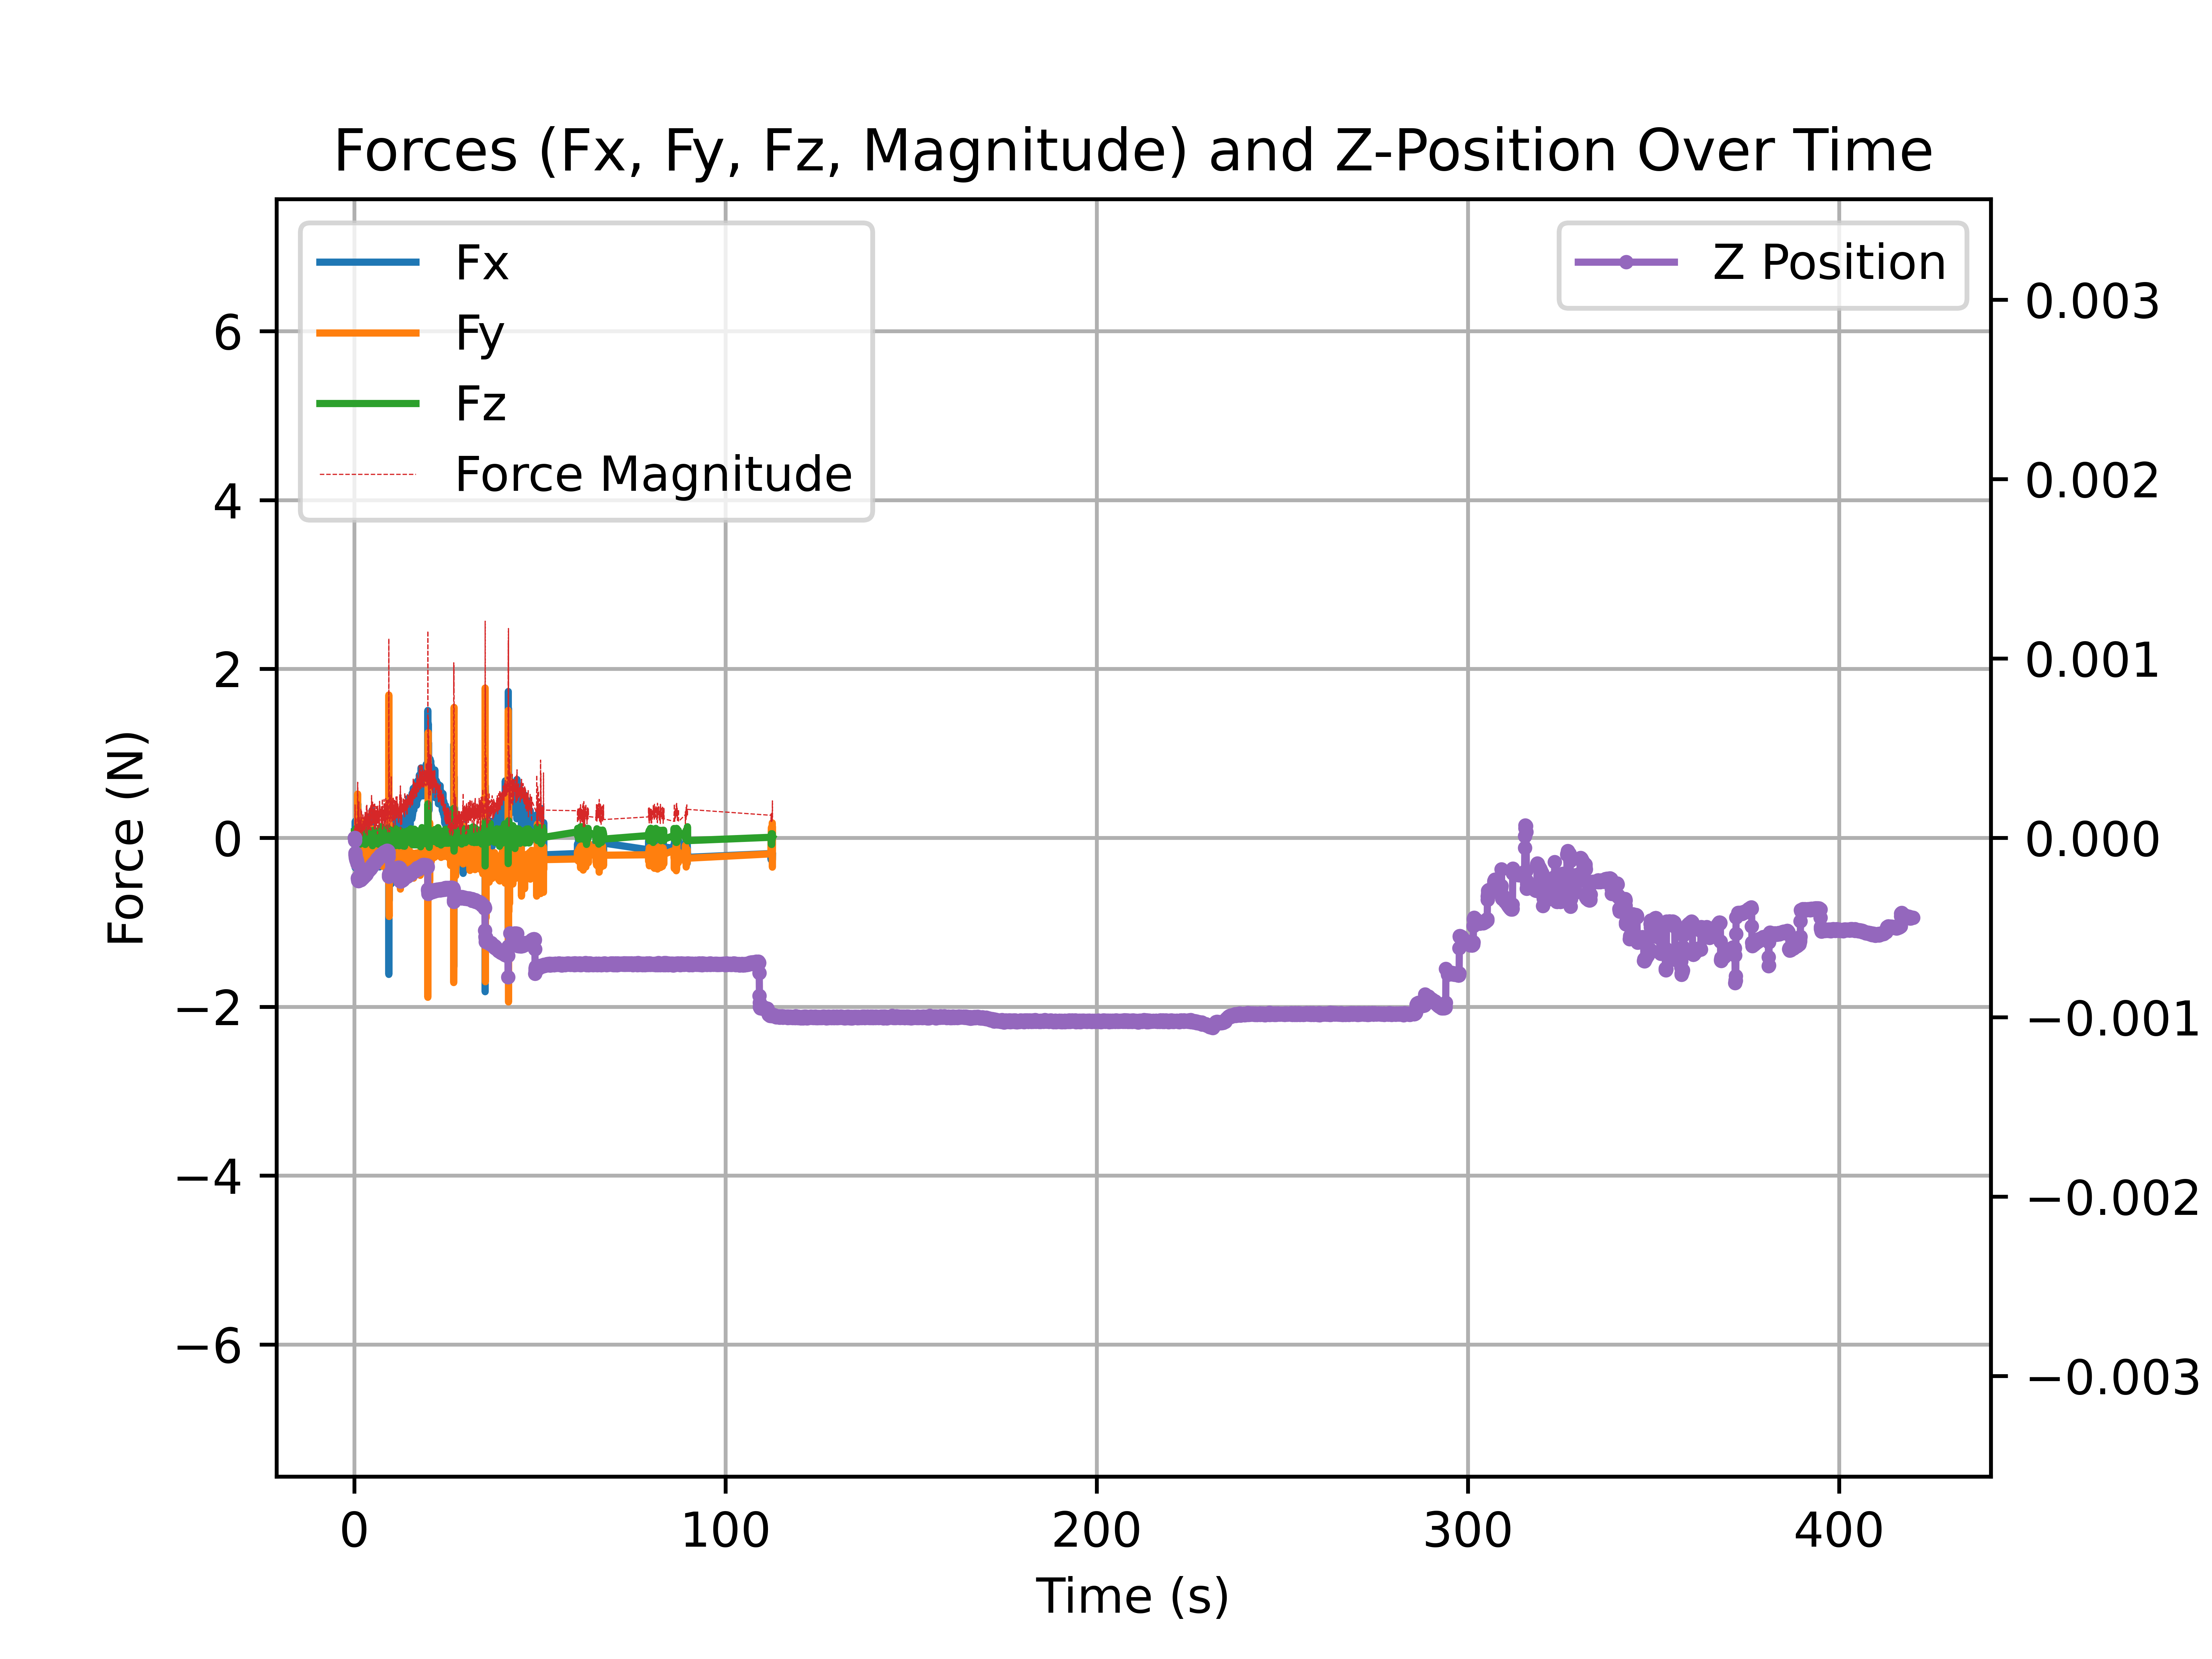 Forces (Fx, Fy, Fz, Magnitude) and Z-Position Over Time
Fx
Fy
Fz
Force Magnitude
Z Position
6
4
2
0
−2
−4
−6
Force (N)
0.003
0.002
0.001
0.000
−0.001
−0.002
−0.003
0 100 200 300 400
Time (s)